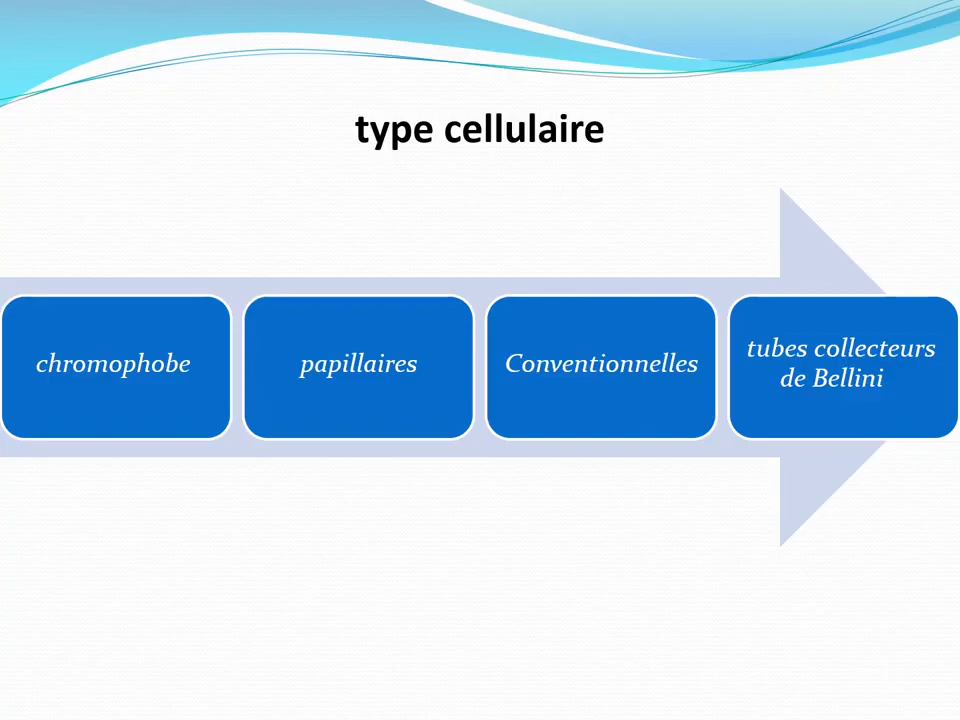 type cellulaire
chromophobe
papillaires
Conventionnelles
tubes collecteurs
de Bellini